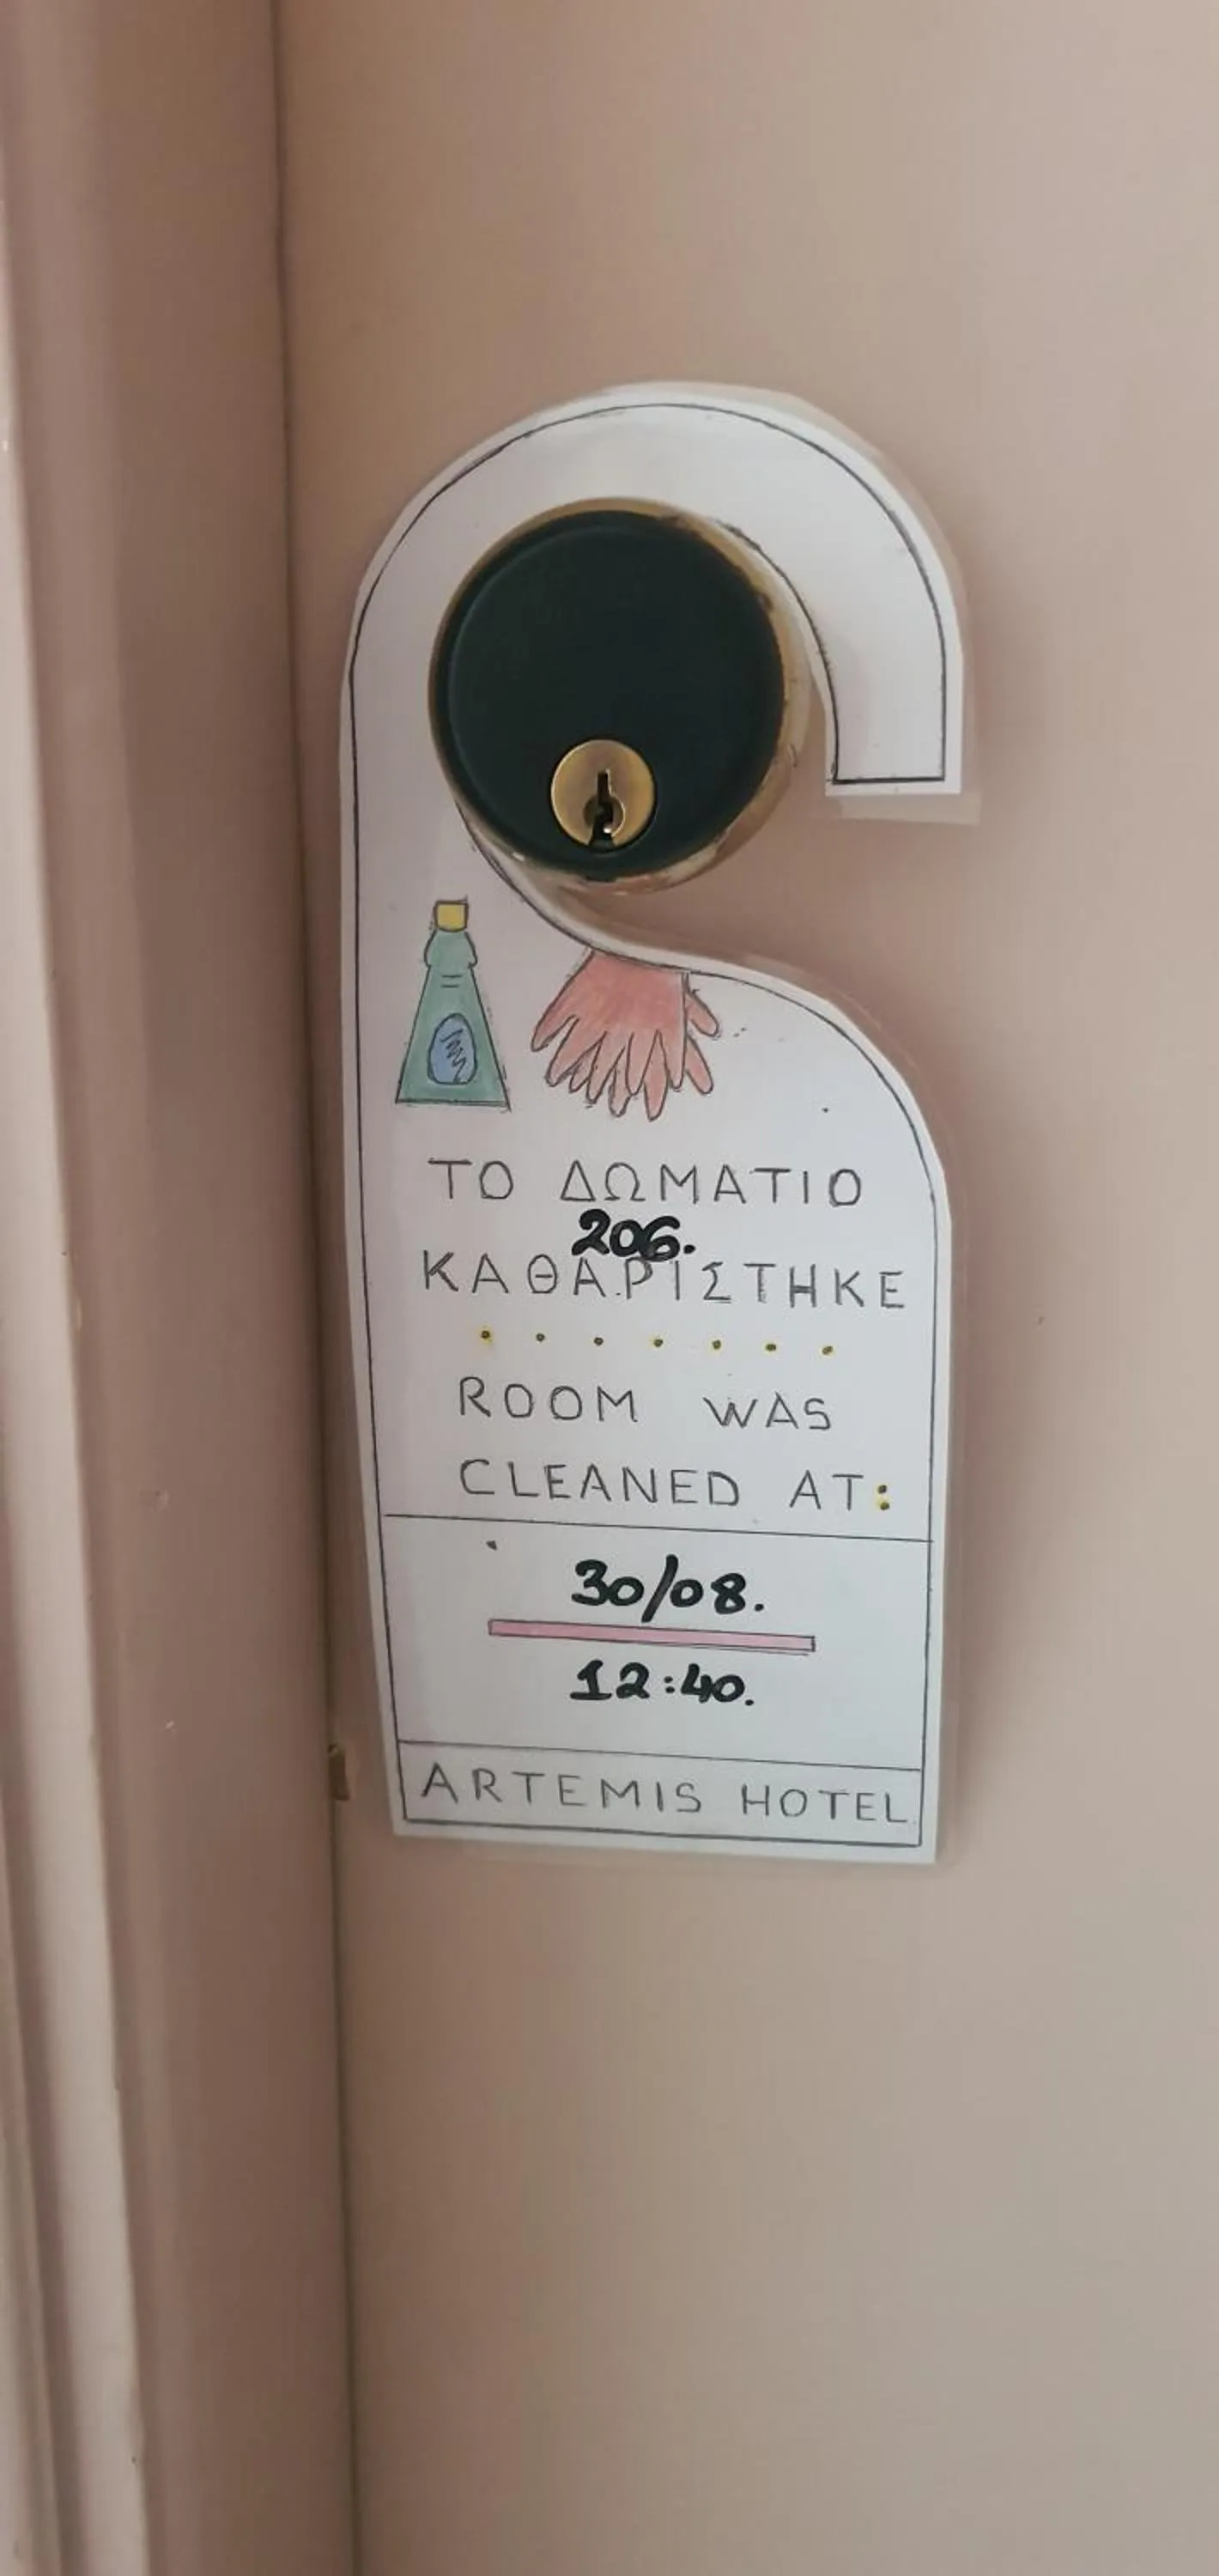 ΤΟ ΔΩΜΑΤΙΟ
206.
ΚΑΘΑΡΙΣΤΗΚΕ
ROOM WAS
CLEANED AT:
30/08.
12:40.
ARTEMIS HOTEL